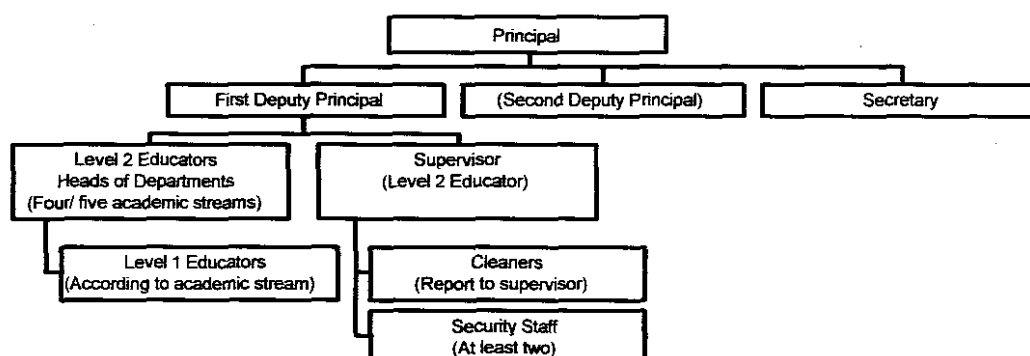 Principal
First Deputy Principal
(Second Deputy Principal)
Secretary
Level 2 Educators
Heads of Departments
(Four/ five academic streams)
Supervisor
(Level 2 Educator)
Level 1 Educators
(According to academic stream)
Cleaners
(Report to supervisor)
Security Staff
(At least two)